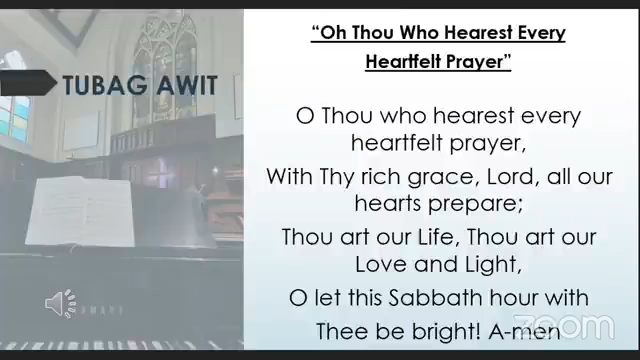 TUBAG AWIT
“Oh Thou Who Hearest Every
Heartfelt Prayer”
O Thou who hearest every
heartfelt prayer,
With Thy rich grace, Lord, all our
hearts prepare;
Thou art our Life, Thou art our
Love and Light,
O let this Sabbath hour with
Thee be bright! A-men
zoom